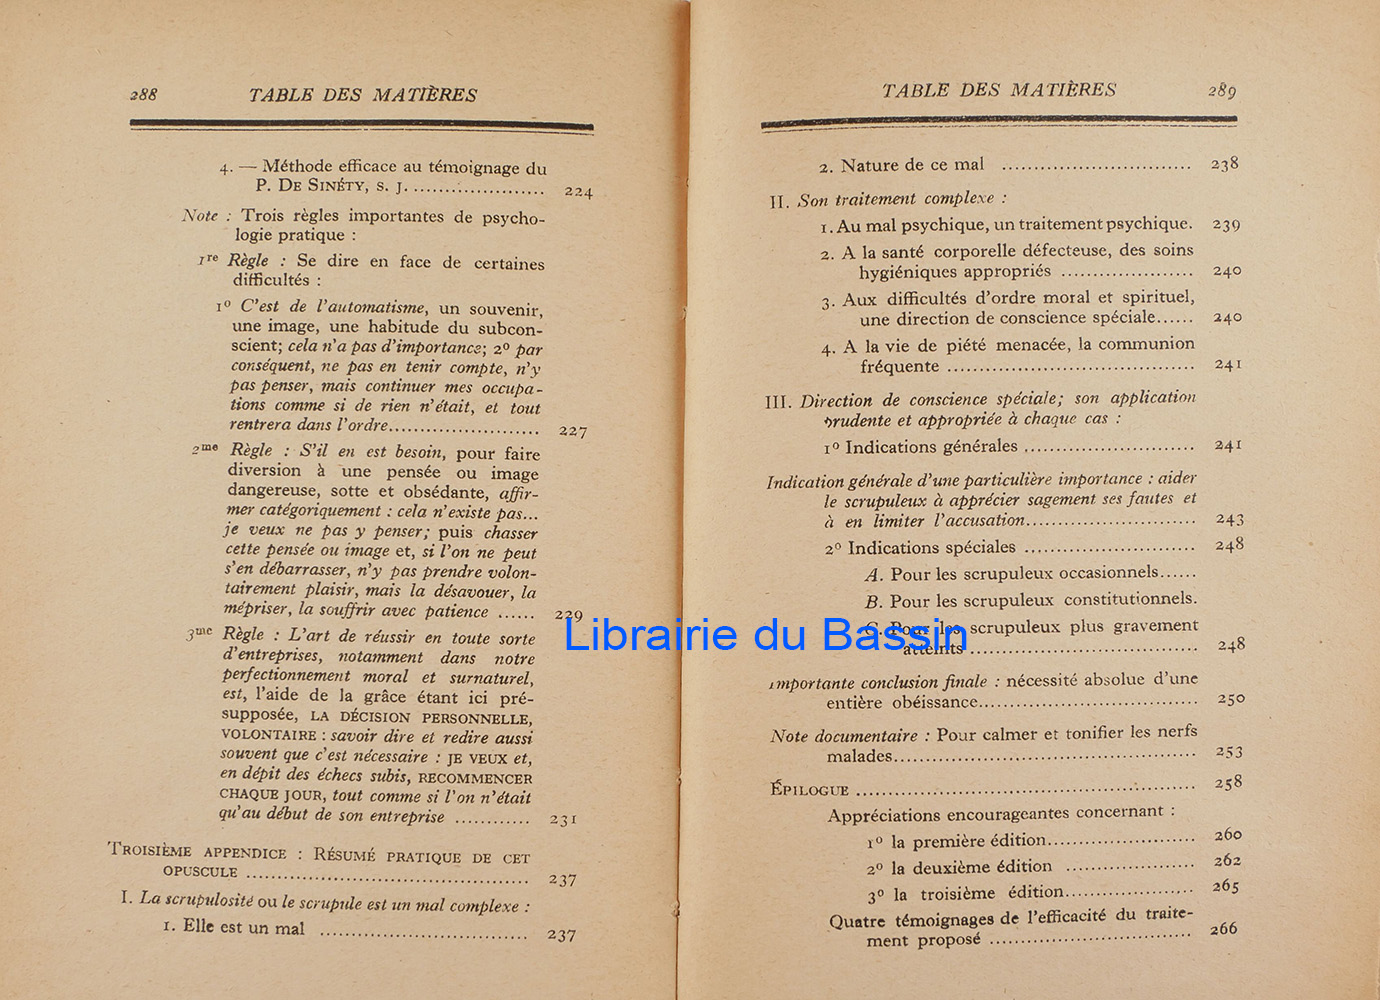 288 TABLE DES MATIÈRES
4. — Méthode efficace au témoignage du
P. DE SINÉTY, S. J. ..................... 224
Note : Trois règles importantes de psycho-
logie pratique :
1re Règle : Se dire en face de certaines
difficultés :
1o C'est de l'automatisme, un souvenir,
une image, une habitude du subcon-
scient; cela n'a pas d'importance; 2o par
conséquent, ne pas en tenir compte, n'y
pas penser, mais continuer mes occupa-
tions comme si de rien n'était, et tout
rentrera dans l'ordre........................ 227
2me Règle : S'il en est besoin, pour faire
diversion à une pensée ou image
dangereuse, sotte et obsédante, affir-
mer catégoriquement : cela n'existe pas...
je veux ne pas y penser; puis chasser
cette pensée ou image et, si l'on ne peut
s'en débarrasser, n'y pas prendre volon-
tairement plaisir, mais la désavouer, la
mépriser, la souffrir avec patience ...... 229
3me Règle : L'art de réussir en toute sorte
d'entreprises, notamment dans notre
perfectionnement moral et surnaturel,
est, l'aide de la grâce étant ici pré-
supposée, LA DÉCISION PERSONNELLE,
VOLONTAIRE : savoir dire et redire aussi
souvent que c'est nécessaire : JE VEUX et,
en dépit des échecs subis, RECOMMENCER
CHAQUE JOUR, tout comme si l'on n'était
qu'au début de son entreprise ............ 231
TROISIÈME APPENDICE : RÉSUMÉ PRATIQUE DE CET
OPUSCULE ............................................. 237
I. La scrupulosité ou le scrupule est un mal complexe :
1. Elle est un mal ................................. 237
TABLE DES MATIÈRES 289
2. Nature de ce mal .............................. 238
II. Son traitement complexe :
1. Au mal psychique, un traitement psychique. 239
2. A la santé corporelle défecteuse, des soins
hygiéniques appropriés ..................... 240
3. Aux difficultés d'ordre moral et spirituel,
une direction de conscience spéciale...... 240
4. A la vie de piété menacée, la communion
fréquente ....................................... 241
III. Direction de conscience spéciale; son application
prudente et appropriée à chaque cas :
1o Indications générales ........................... 241
Indication générale d'une particulière importance : aider
le scrupuleux à apprécier sagement ses fautes et
à en limiter l'accusation........................... 243
2o Indications spéciales ........................... 248
A. Pour les scrupuleux occasionnels......
B. Pour les scrupuleux constitutionnels.
C. Pour les scrupuleux plus gravement
atteints .................................... 248
Librairie du Bassin
Importante conclusion finale : nécessité absolue d'une
entière obéissance................................... 250
Note documentaire : Pour calmer et tonifier les nerfs
malades................................................ 253
ÉPILOGUE ...................................................... 258
Appréciations encourageantes concernant :
1o la première édition........................ 260
2o la deuxième édition ...................... 262
3o la troisième édition..................... 265
Quatre témoignages de l'efficacité du traite-
ment proposé ................................ 266